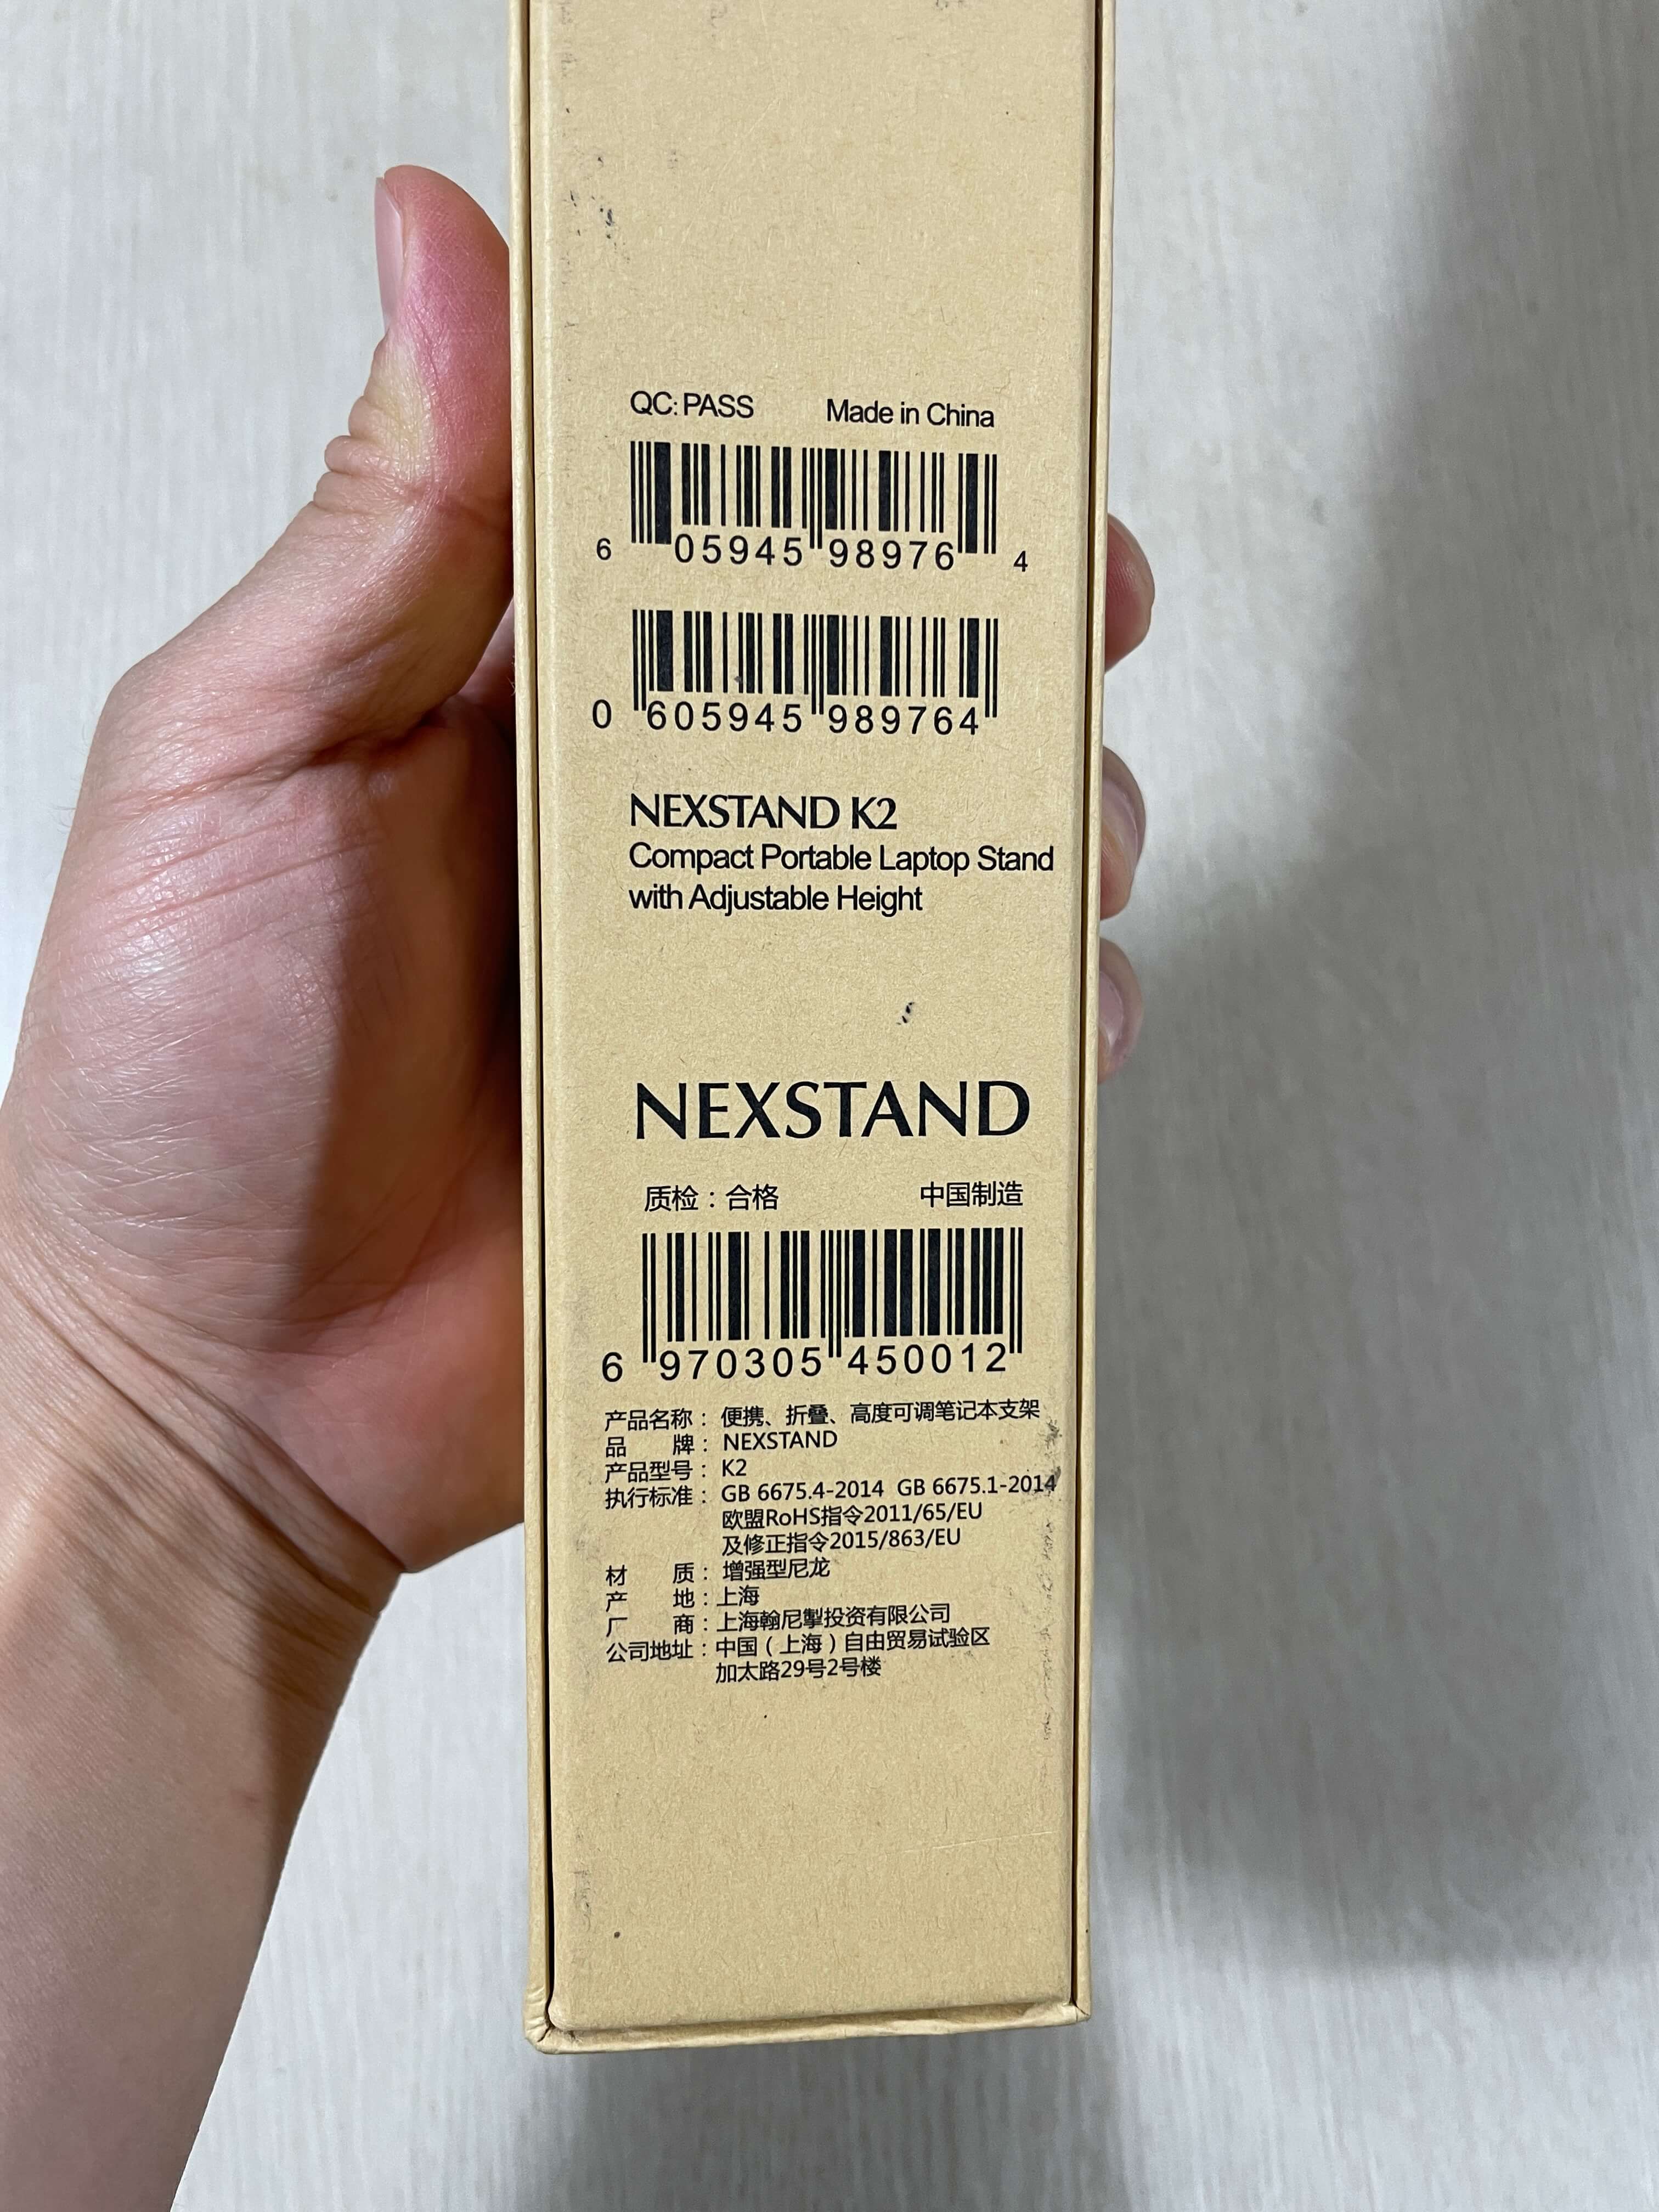 QC: PASS Made in China
6 05945 98976 4
0 605945 989764
NEXSTAND K2
Compact Portable Laptop Stand
with Adjustable Height
NEXSTAND
质检：合格 中国制造
6 970305 450012
产品名称： 便携、折叠、高度可调笔记本支架
品 牌： NEXSTAND
产品型号： K2
执行标准： GB 6675.4-2014 GB 6675.1-2014
欧盟RoHS指令2011/65/EU
及修正指令2015/863/EU
材 质： 增强型尼龙
产 地：上海
厂 商：上海翰尼掣投资有限公司
公司地址：中国（上海）自由贸易试验区
加太路29号2号楼